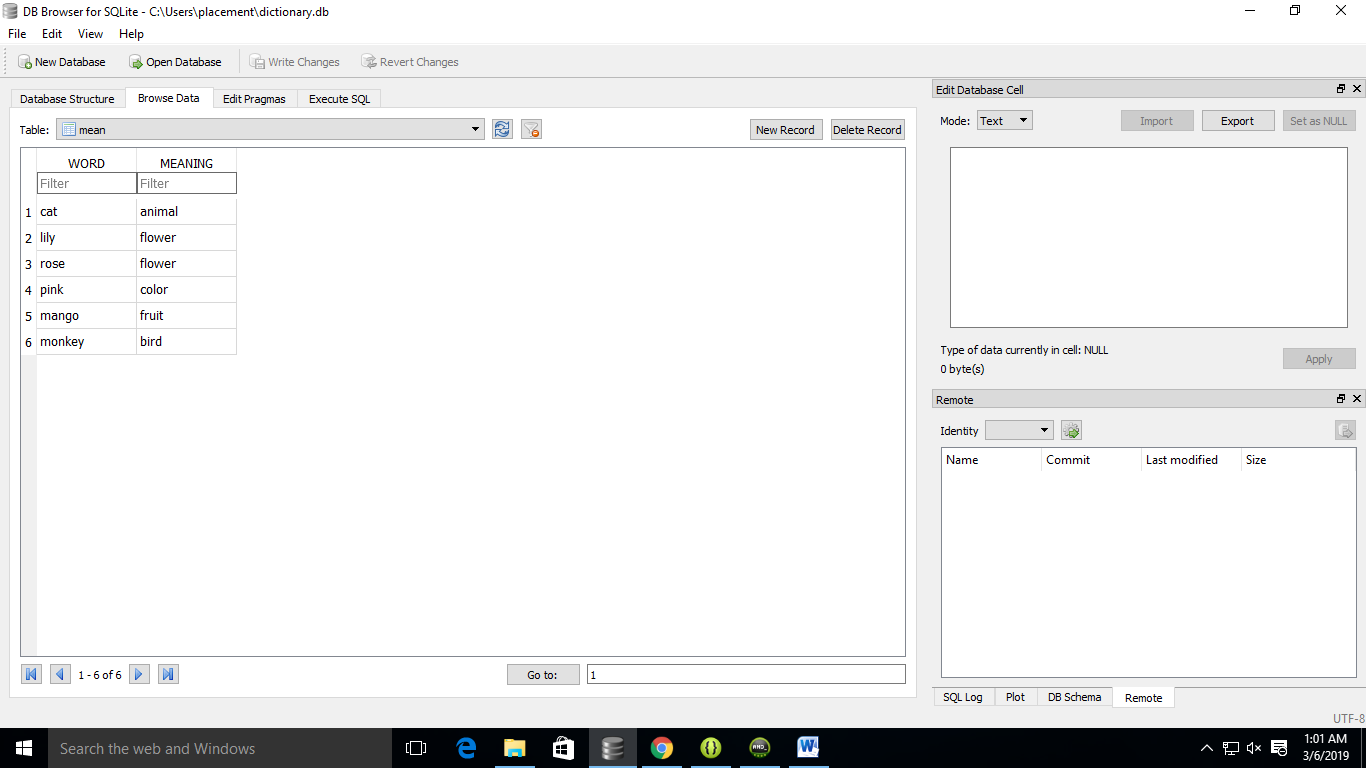 DB Browser for SQLite - C:\Users\placement\dictionary.db
File Edit View Help
New Database Open Database Write Changes Revert Changes
Database Structure Browse Data Edit Pragmas Execute SQL
Table: mean New Record Delete Record
WORD MEANING
Filter Filter
1 cat animal
2 lily flower
3 rose flower
4 pink color
5 mango fruit
6 monkey bird
1 - 6 of 6 Go to: 1
Edit Database Cell
Mode: Text Import Export Set as NULL
Type of data currently in cell: NULL
0 byte(s)
Apply
Remote
Identity
Name Commit Last modified Size
SQL Log Plot DB Schema Remote
UTF-8
Search the web and Windows
1:01 AM
3/6/2019